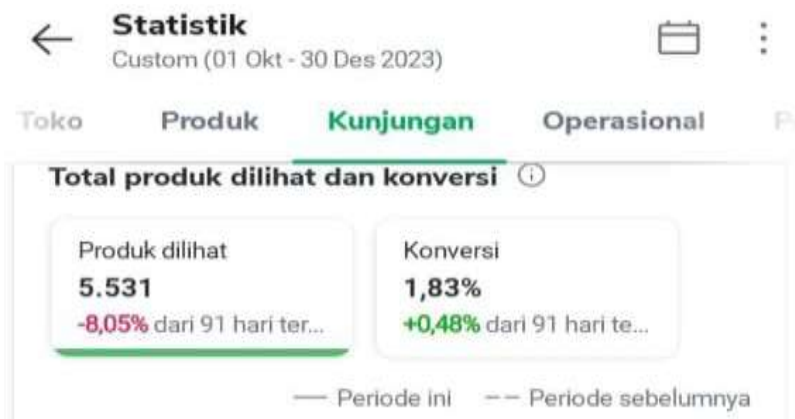 Statistik
Custom (01 Okt - 30 Des 2023)
Toko Produk Kunjungan Operasional P
Total produk dilihat dan konversi
Produk dilihat Konversi
5.531 1,83%
-8,05% dari 91 hari ter... +0,48% dari 91 hari te...
Periode ini Periode sebelumnya